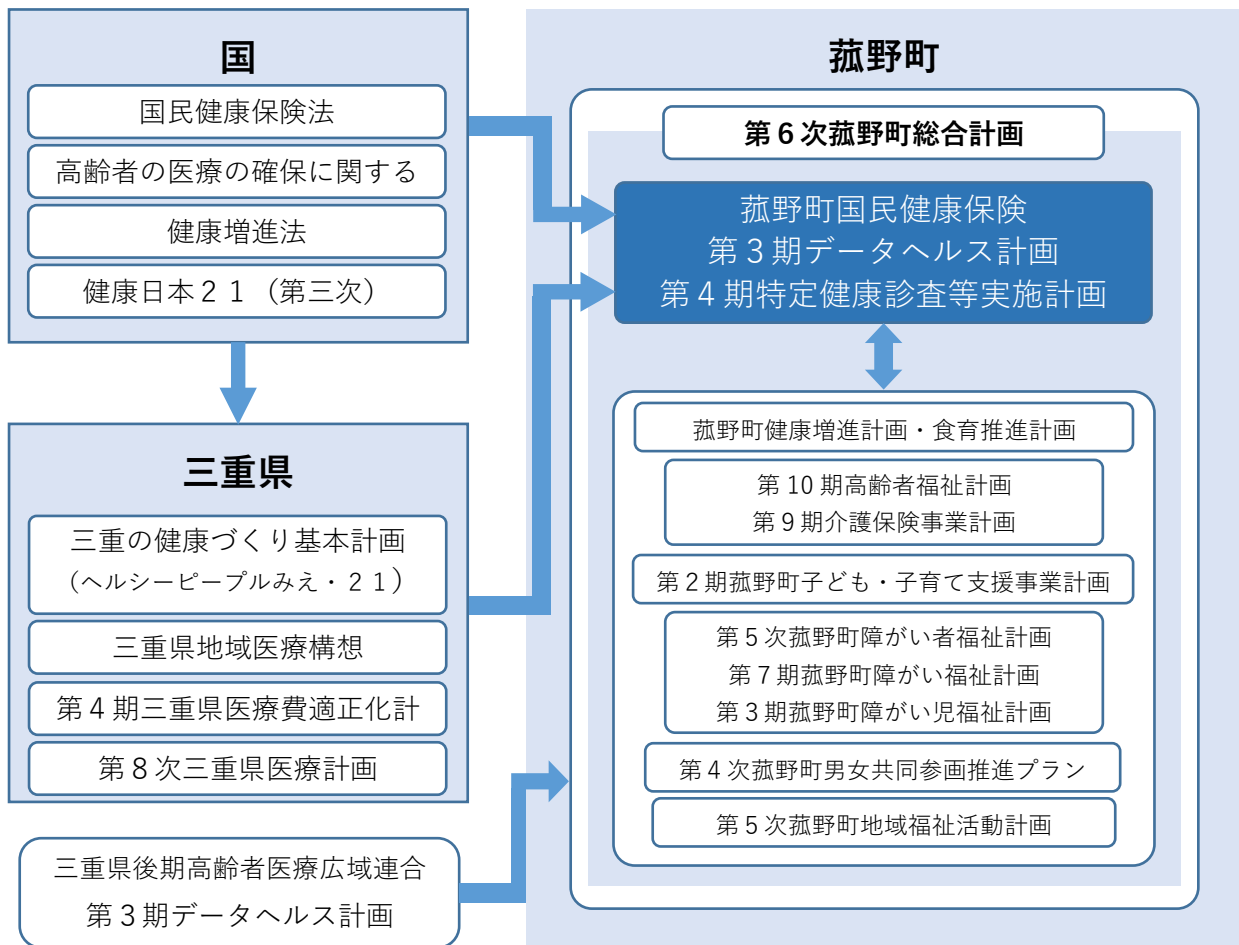 国
国民健康保険法
高齢者の医療の確保に関する
健康増進法
健康日本２１（第三次）
三重県
三重の健康づくり基本計画
（ヘルシーピープルみえ・２１）
三重県地域医療構想
第４期三重県医療費適正化計
第８次三重県医療計画
三重県後期高齢者医療広域連合
第３期データヘルス計画
菰野町
第６次菰野町総合計画
菰野町国民健康保険
第３期データヘルス計画
第４期特定健康診査等実施計画
菰野町健康増進計画・食育推進計画
第 10 期高齢者福祉計画
第９期介護保険事業計画
第２期菰野町子ども・子育て支援事業計画
第５次菰野町障がい者福祉計画
第７期菰野町障がい福祉計画
第３期菰野町障がい児福祉計画
第４次菰野町男女共同参画推進プラン
第５次菰野町地域福祉活動計画